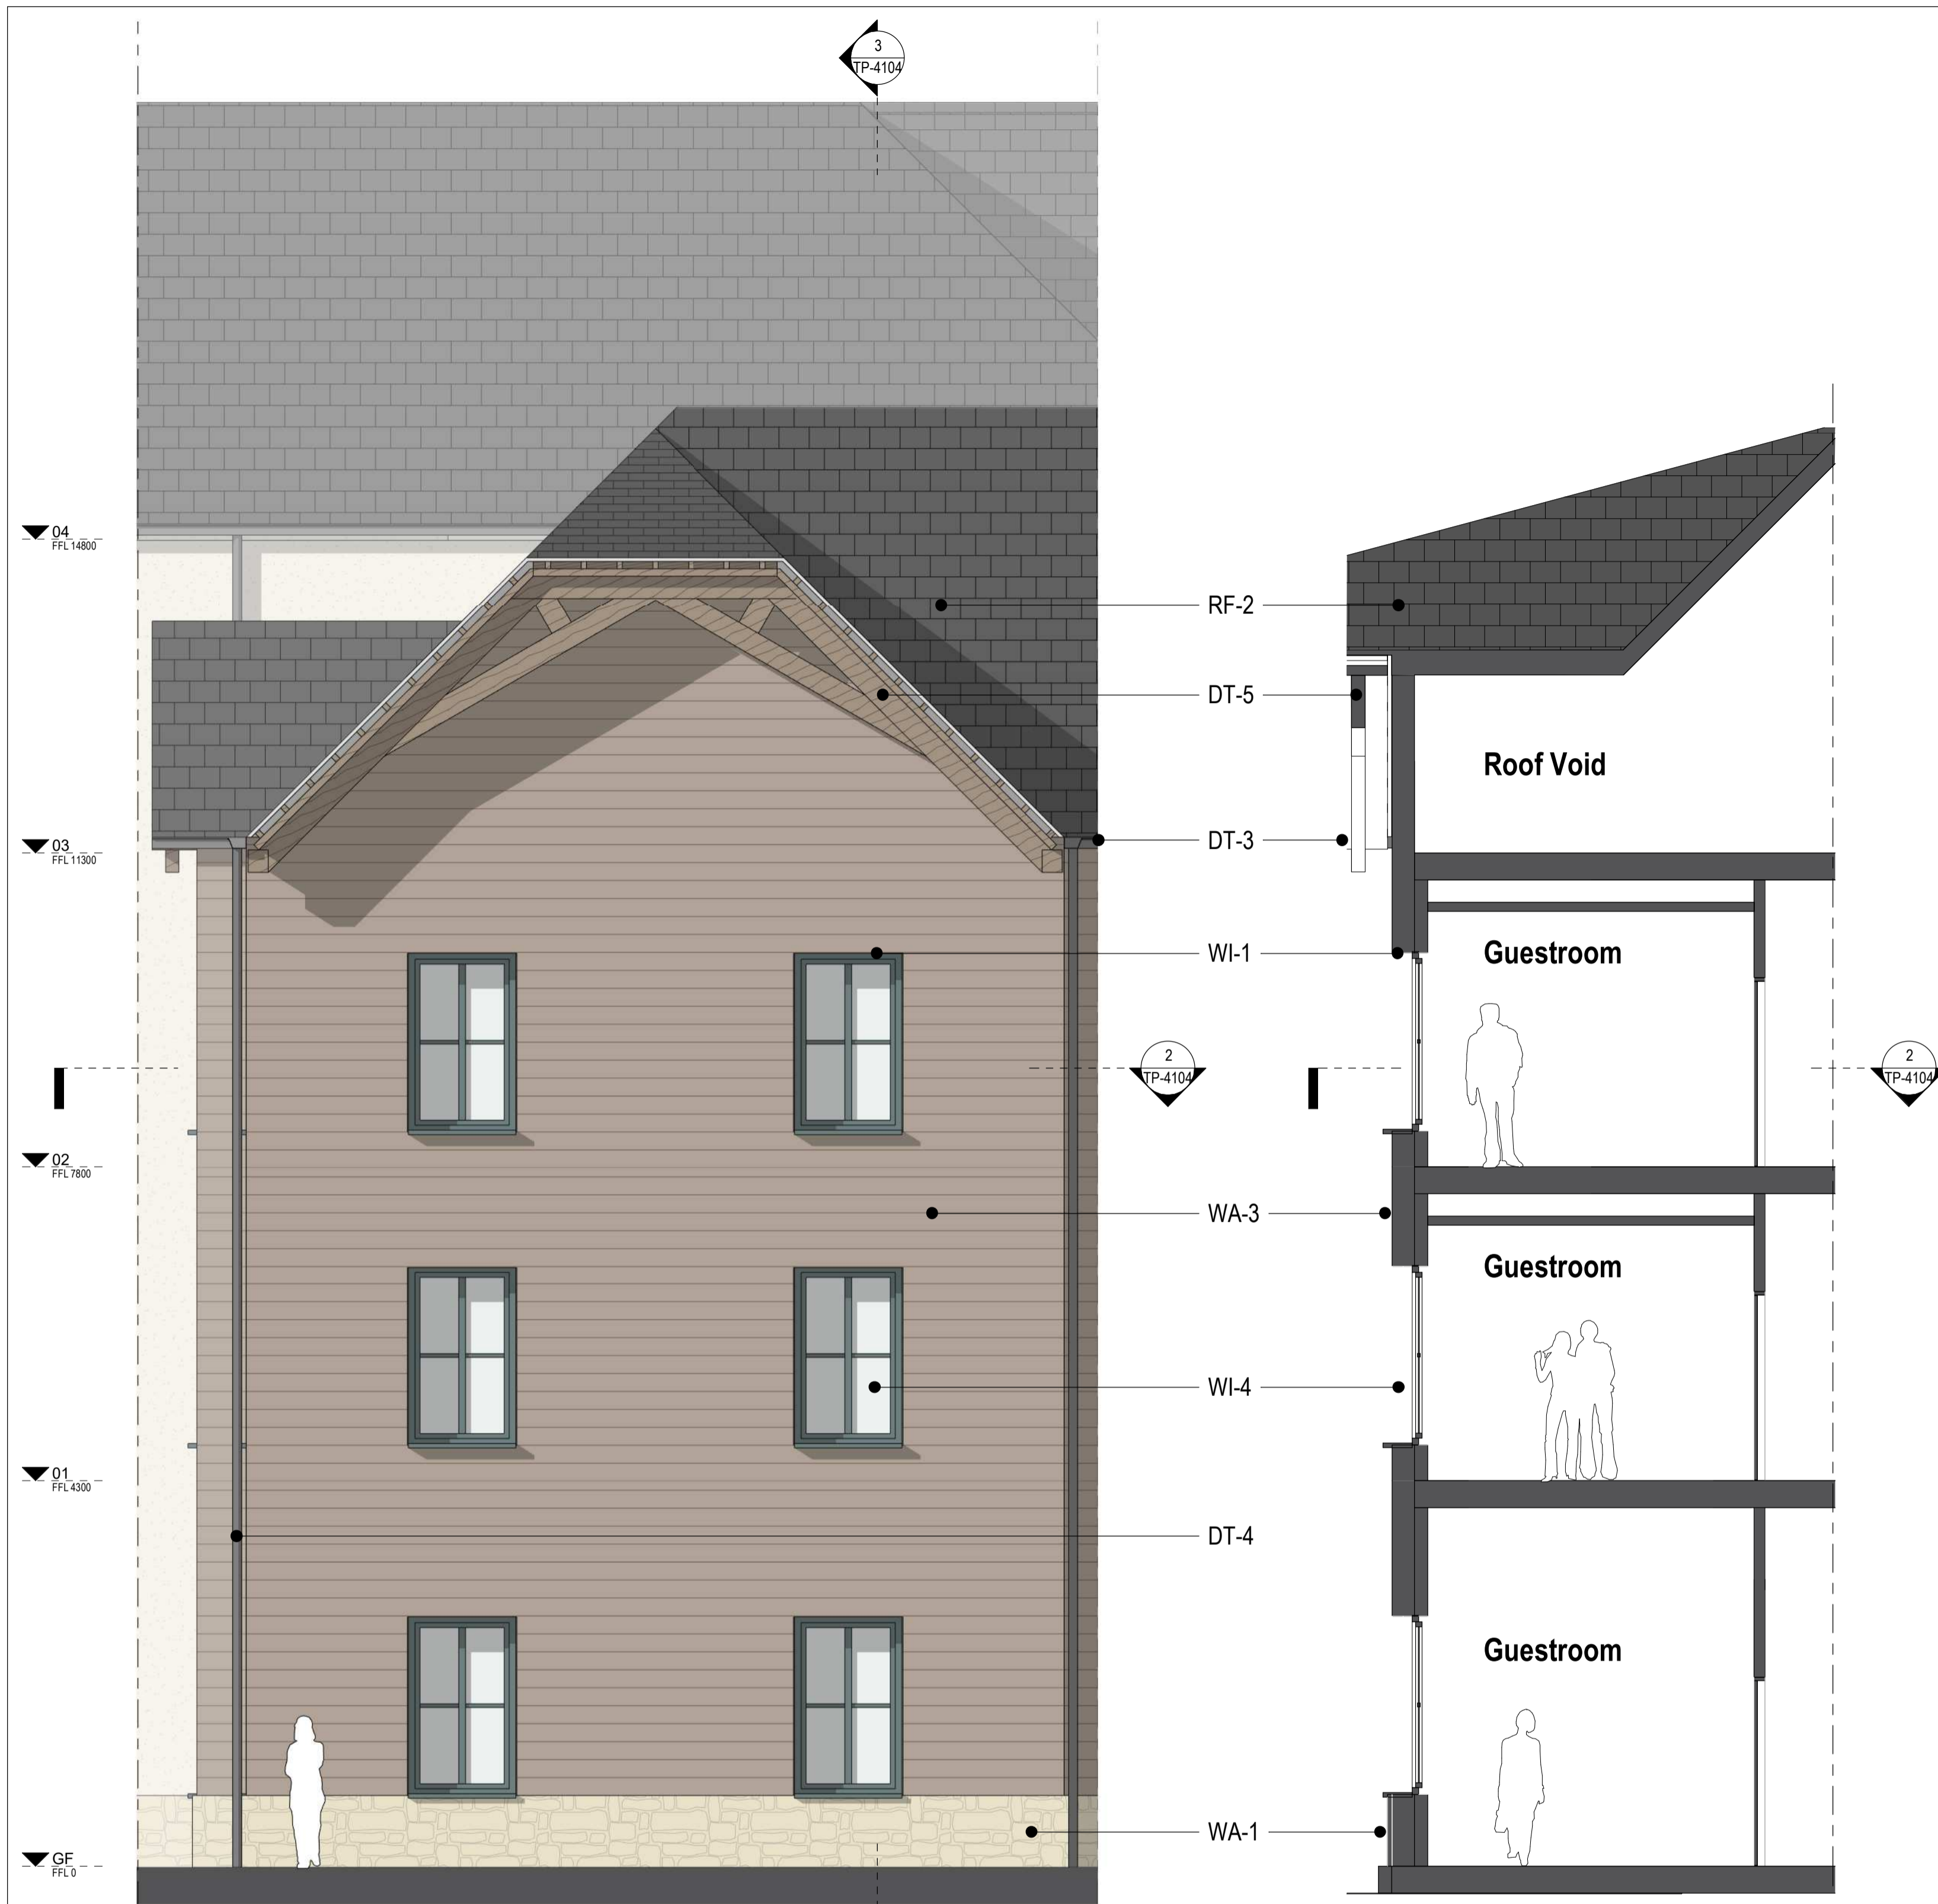 3
TP-4104
04
FFL 14800
RF-2
DT-5
Roof Void
DT-3
03
FFL 11300
WI-1
Guestroom
2
TP-4104
2
TP-4104
02
FFL 7800
WA-3
Guestroom
WI-4
01
FFL 4300
DT-4
Guestroom
WA-1
GF
FFL 0